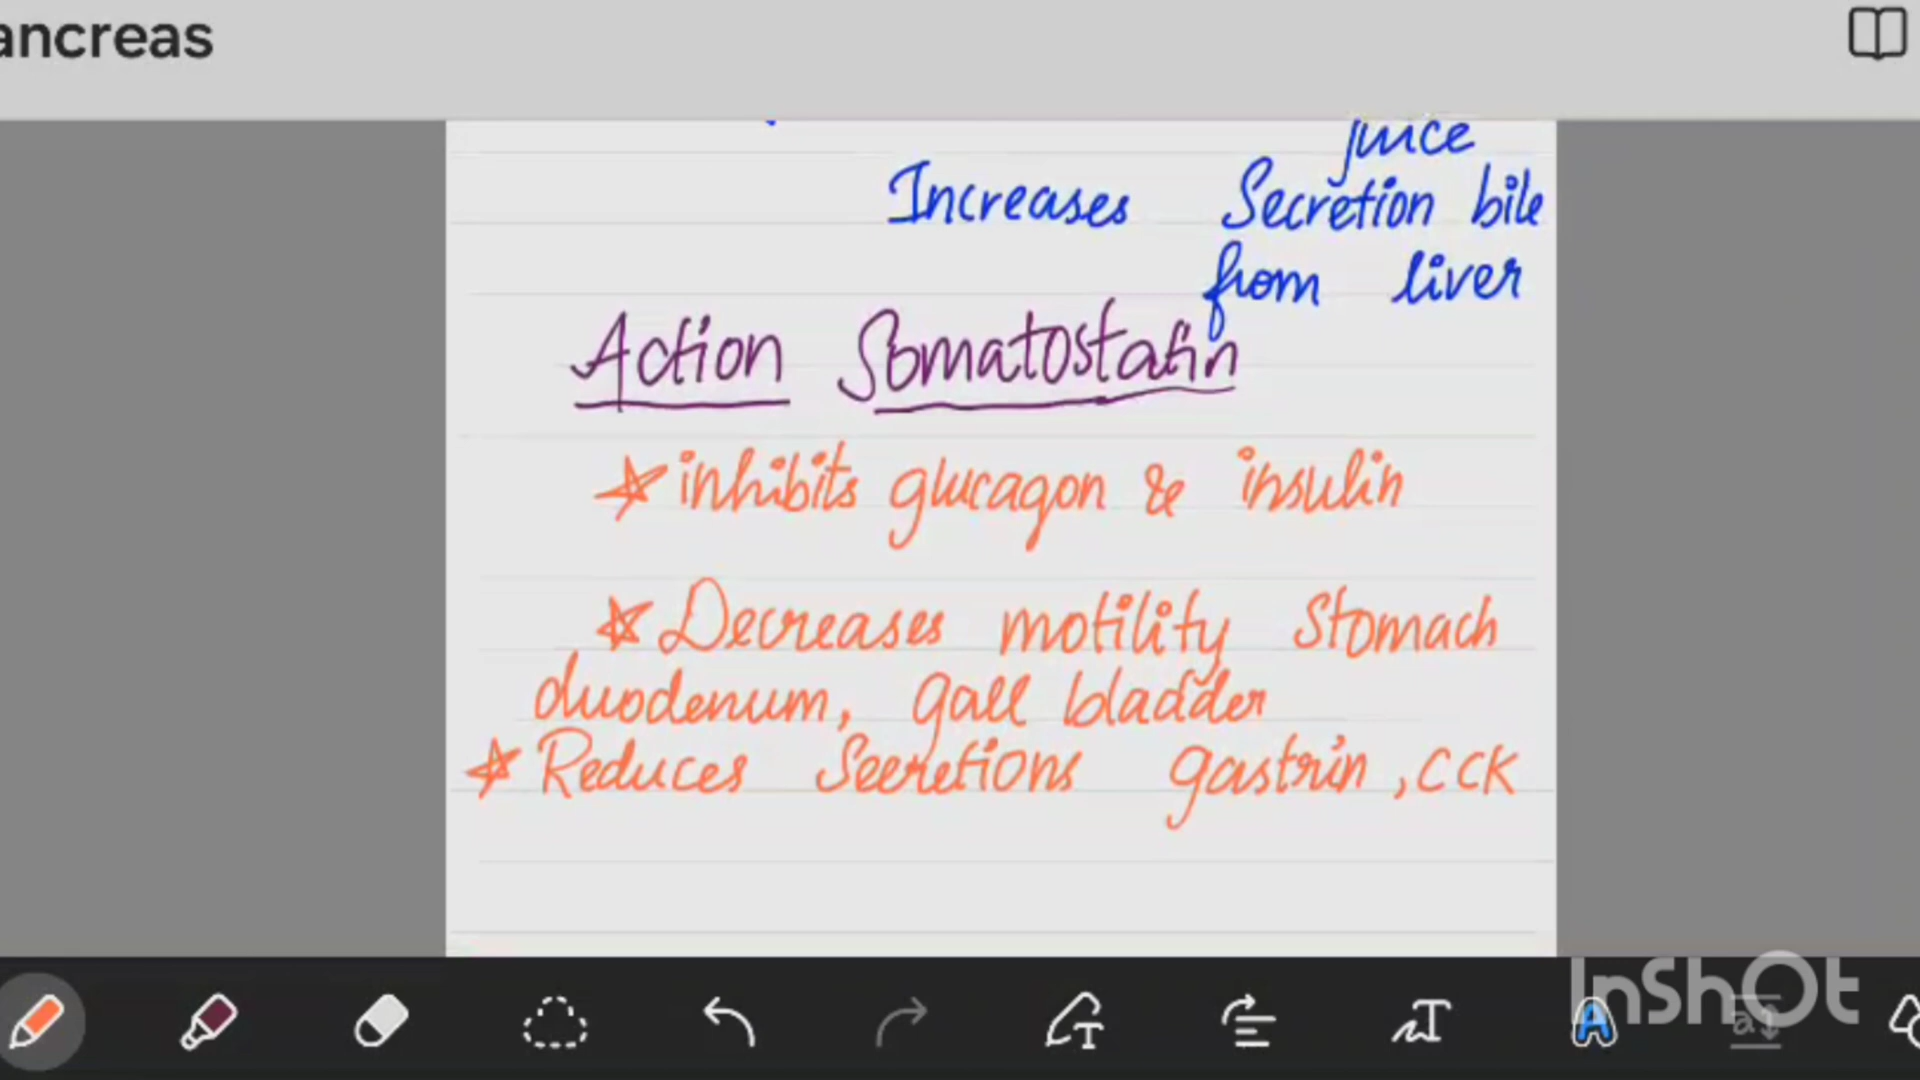 ancreas
juice
Increases Secretion bile
from liver
Action Somatostatin
☆ inhibits glucagon & insulin
☆ Decreases motility Stomach
duodenum, gall bladder
☆ Reduces Secretions gastrin, CCK
InShOt